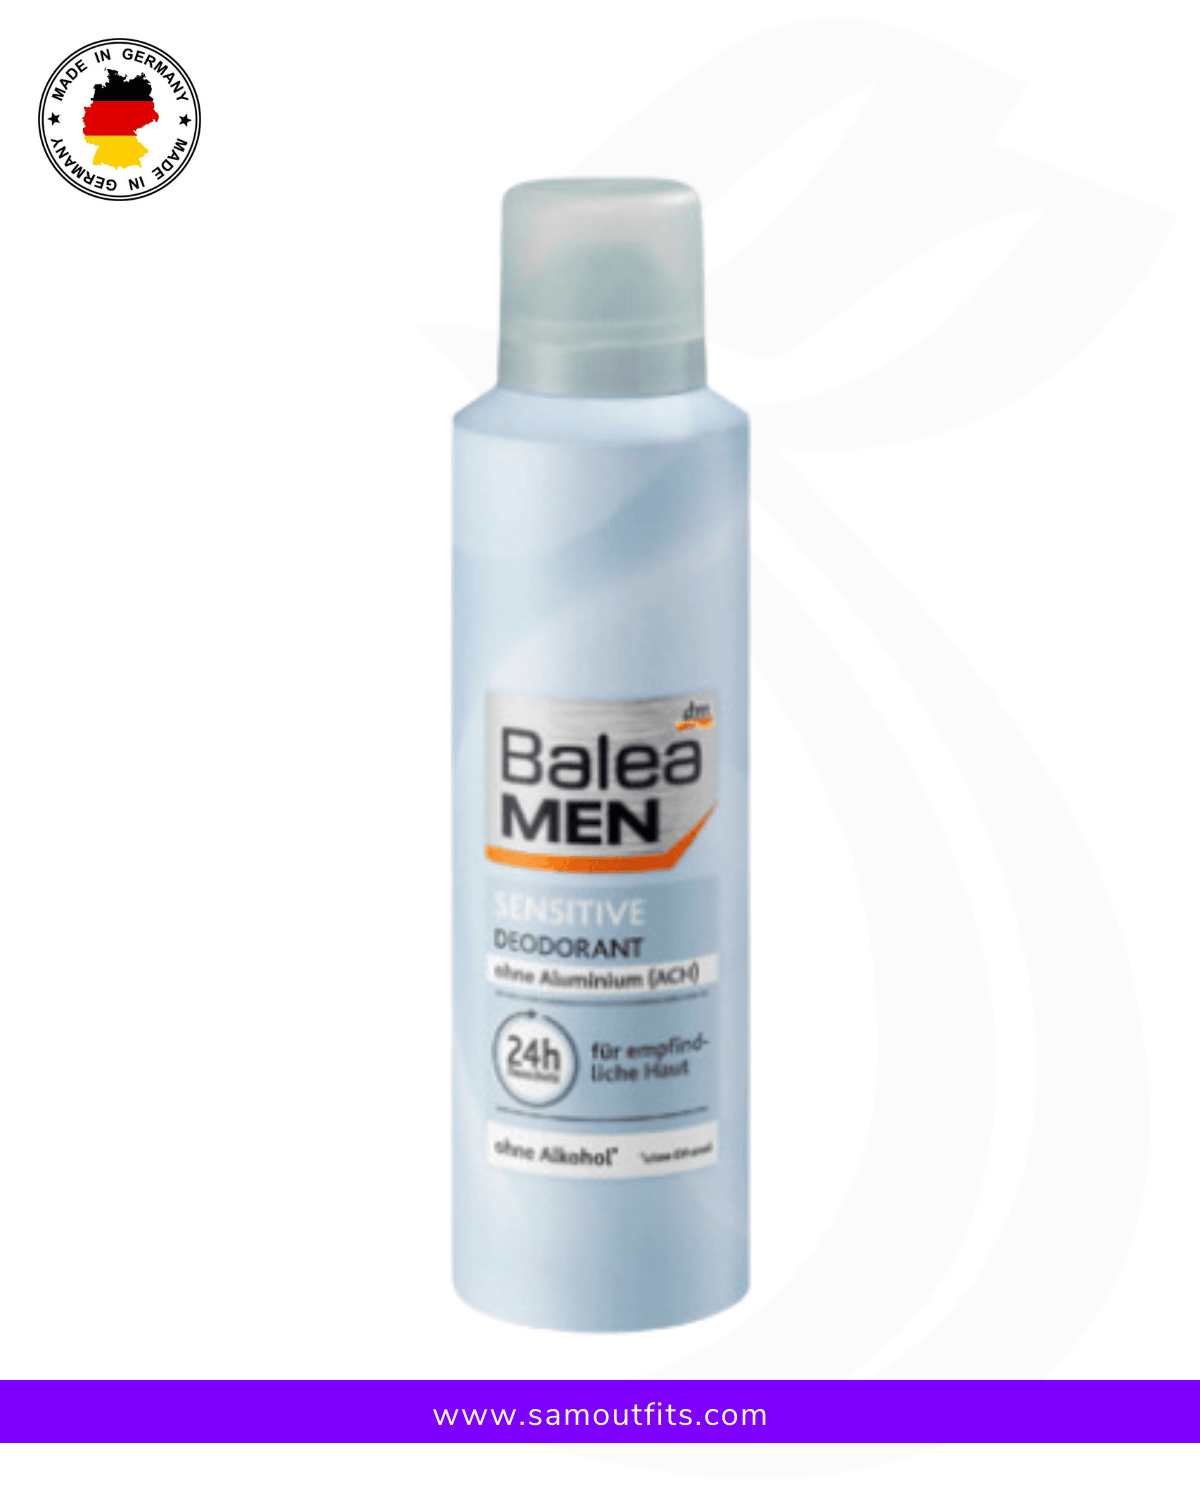 MADE IN GERMANY
MADE IN GERMANY
dm
Balea
MEN
SENSITIVE
DEODORANT
ohne Aluminium (ACH)
24h
für empfind-
liche Haut
ohne Alkohol*
www.samoutfits.com